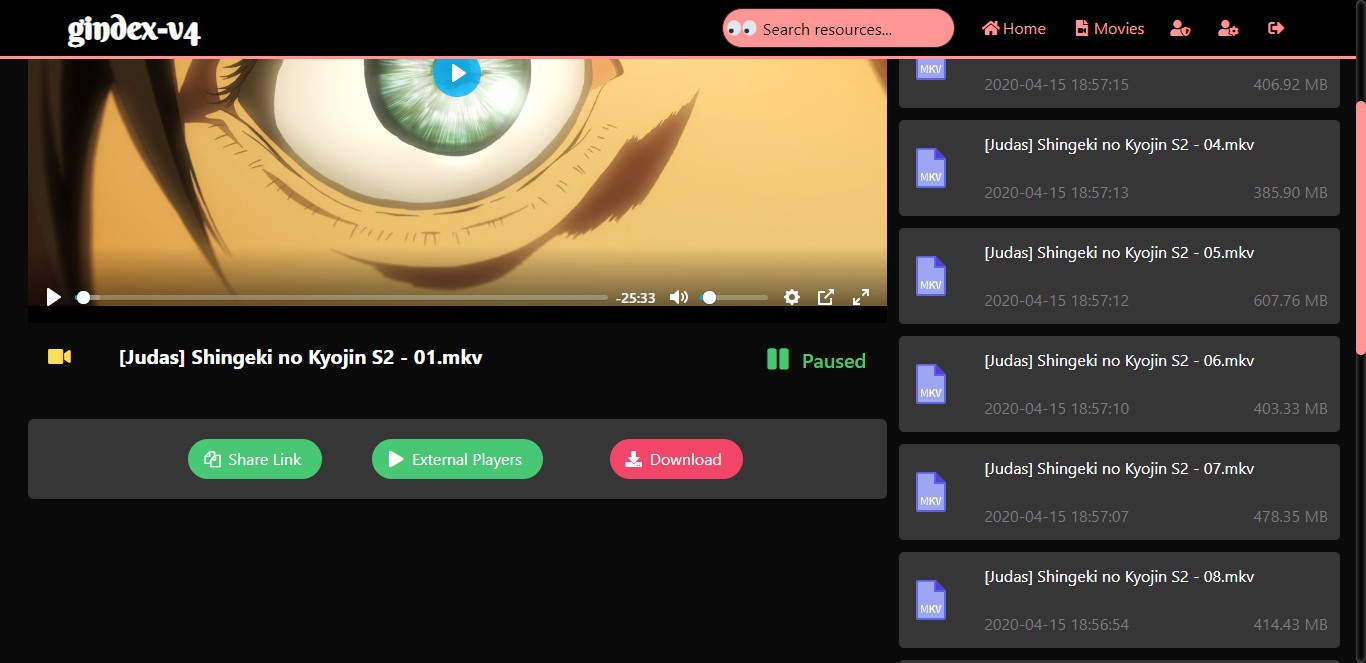 gindex-v4
Search resources...
Home
Movies
-25:33
[Judas] Shingeki no Kyojin S2 - 01.mkv
Paused
Share Link
External Players
Download
MKV
2020-04-15 18:57:15 406.92 MB
[Judas] Shingeki no Kyojin S2 - 04.mkv
MKV
2020-04-15 18:57:13 385.90 MB
[Judas] Shingeki no Kyojin S2 - 05.mkv
MKV
2020-04-15 18:57:12 607.76 MB
[Judas] Shingeki no Kyojin S2 - 06.mkv
MKV
2020-04-15 18:57:10 403.33 MB
[Judas] Shingeki no Kyojin S2 - 07.mkv
MKV
2020-04-15 18:57:07 478.35 MB
[Judas] Shingeki no Kyojin S2 - 08.mkv
MKV
2020-04-15 18:56:54 414.43 MB